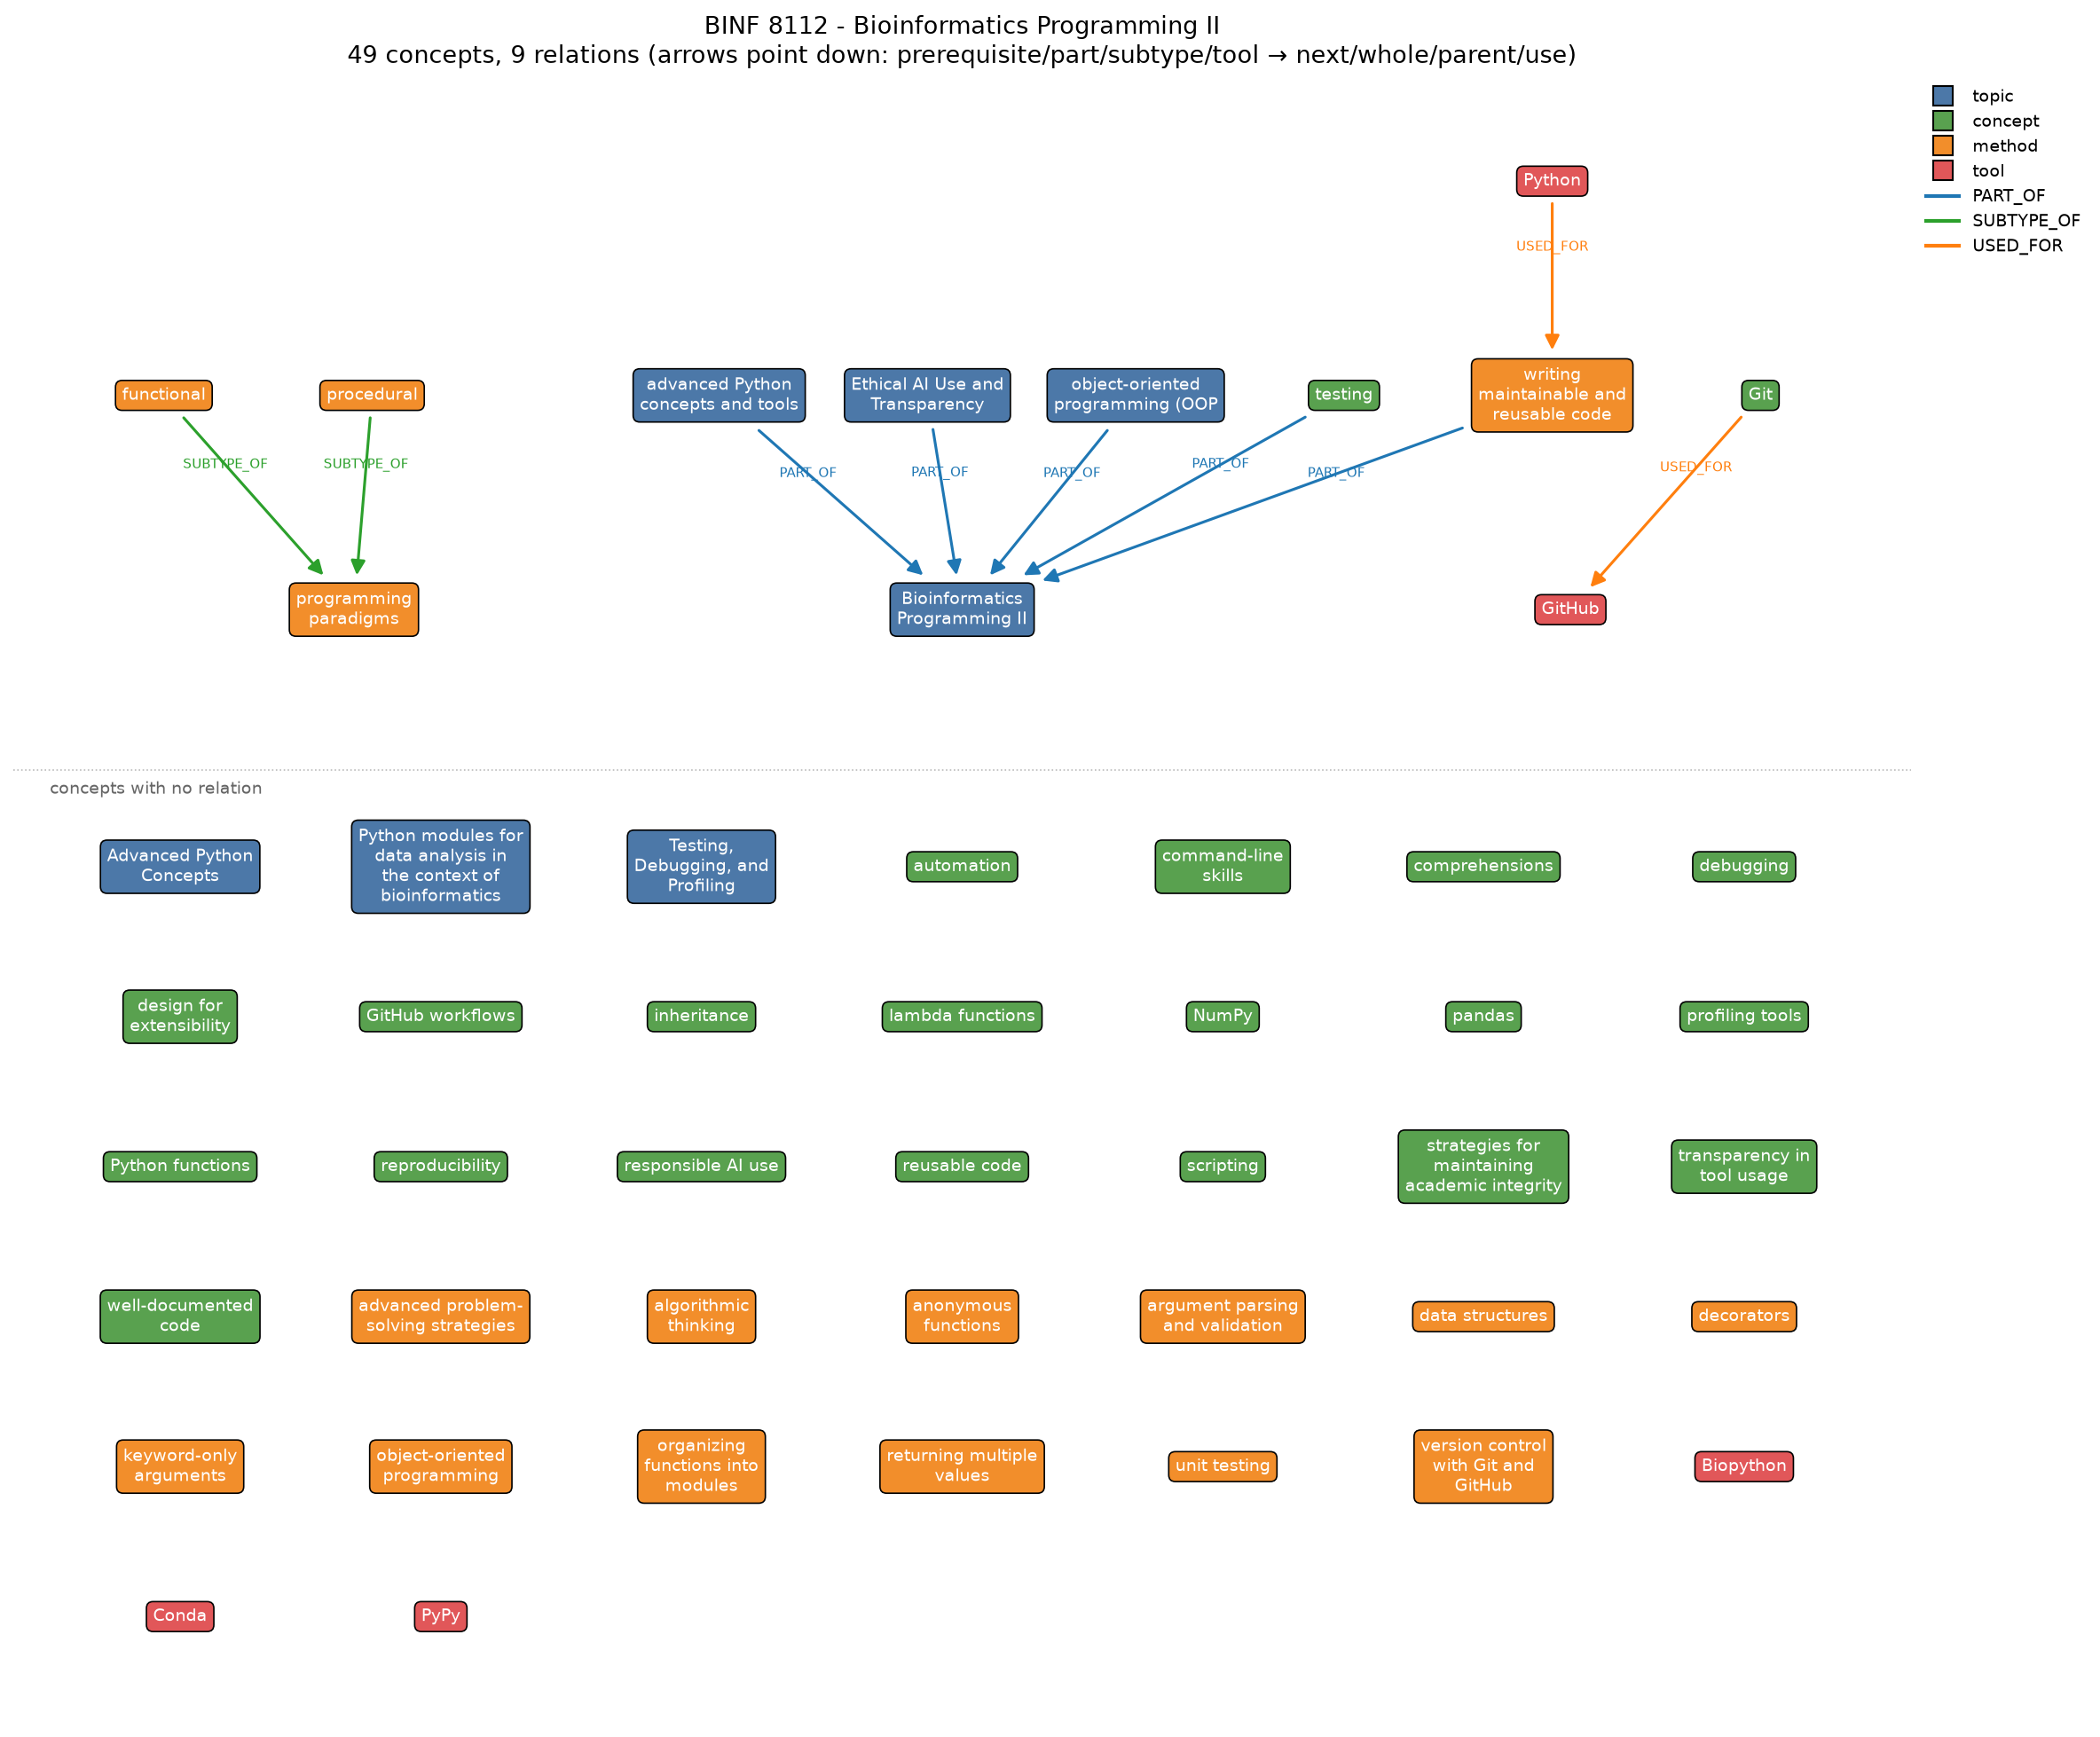 BINF 8112 - Bioinformatics Programming II
49 concepts, 9 relations (arrows point down: prerequisite/part/subtype/tool → next/whole/parent/use)
topic
concept
method
tool
PART_OF
SUBTYPE_OF
USED_FOR
Python
USED_FOR
functional
procedural
advanced Python
concepts and tools
Ethical AI Use and
Transparency
object-oriented
programming (OOP
testing
writing
maintainable and
reusable code
Git
SUBTYPE_OF
SUBTYPE_OF
PART_OF
PART_OF
PART_OF
PART_OF
PART_OF
USED_FOR
programming
paradigms
Bioinformatics
Programming II
GitHub
concepts with no relation
Advanced Python
Concepts
Python modules for
data analysis in
the context of
bioinformatics
Testing,
Debugging, and
Profiling
automation
command-line
skills
comprehensions
debugging
design for
extensibility
GitHub workflows
inheritance
lambda functions
NumPy
pandas
profiling tools
Python functions
reproducibility
responsible AI use
reusable code
scripting
strategies for
maintaining
academic integrity
transparency in
tool usage
well-documented
code
advanced problem-
solving strategies
algorithmic
thinking
anonymous
functions
argument parsing
and validation
data structures
decorators
keyword-only
arguments
object-oriented
programming
organizing
functions into
modules
returning multiple
values
unit testing
version control
with Git and
GitHub
Biopython
Conda
PyPy